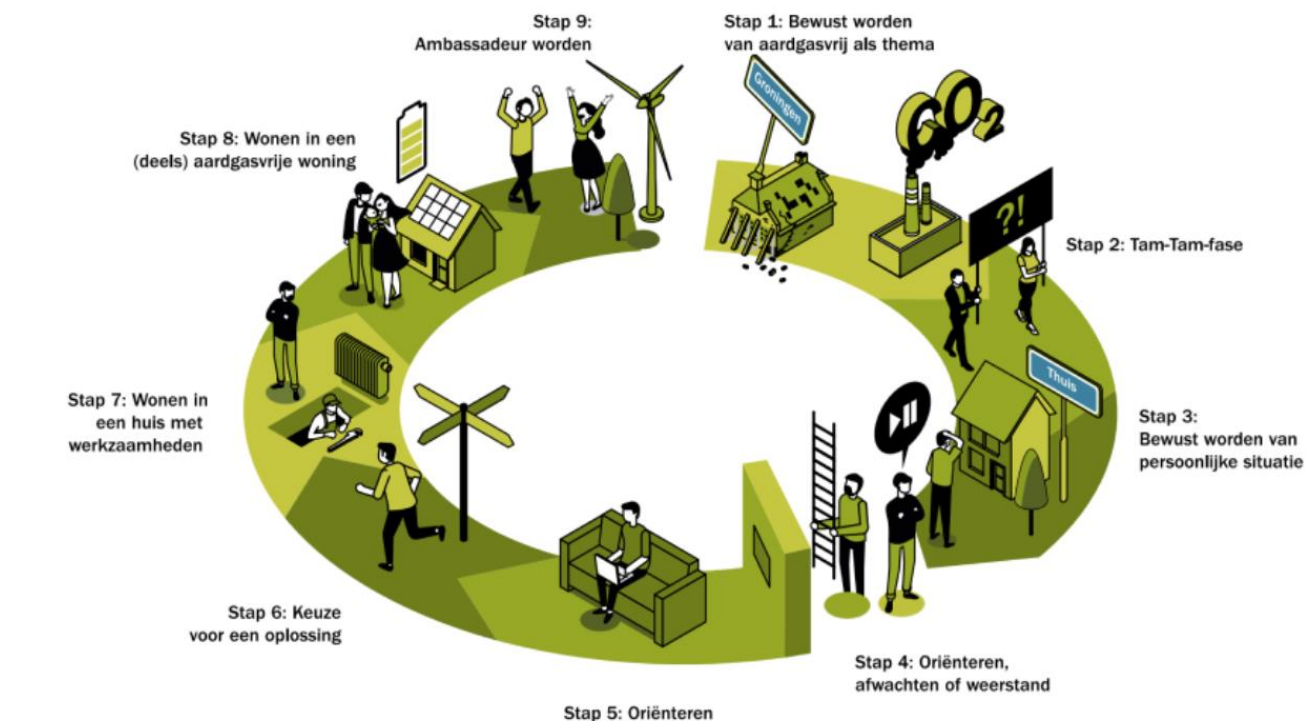 Stap 1: Bewust worden
van aardgasvrij als thema
Groningen
CO2
?!
Stap 2: Tam-Tam-fase
Thuis
Stap 3:
Bewust worden van
persoonlijke situatie
Stap 4: Oriënteren,
afwachten of weerstand
Stap 5: Oriënteren
Stap 6: Keuze
voor een oplossing
Stap 7: Wonen in
een huis met
werkzaamheden
Stap 8: Wonen in een
(deels) aardgasvrije woning
Stap 9:
Ambassadeur worden